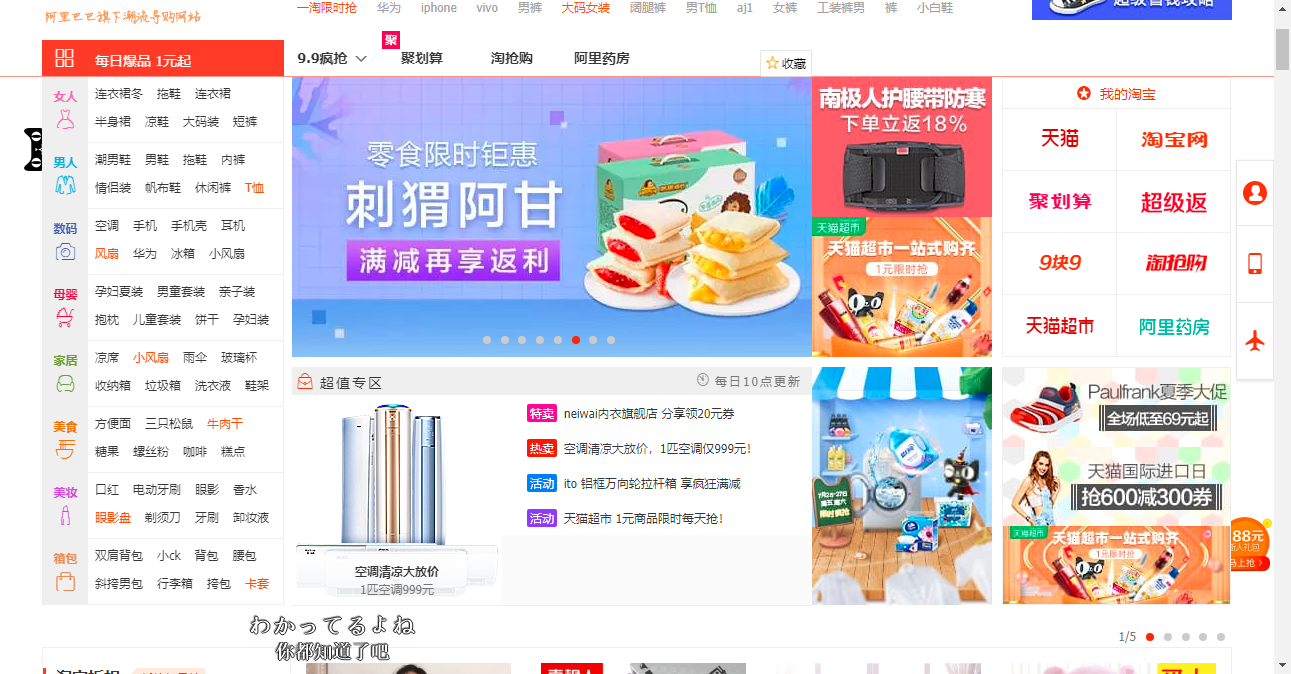 阿里巴巴旗下潮流导购网站
一淘限时抢 华为 iphone vivo 男裤 大码女装 阔腿裤 男T恤 aj1 女裤 工装裤男 裤 小白鞋
超级省钱攻略
每日爆品 1元起
9.9疯抢
聚
聚划算
淘抢购
阿里药房
收藏
女人
连衣裙冬 拖鞋 连衣裙
半身裙 凉鞋 大码装 短裤
男人
潮男鞋 男鞋 拖鞋 内裤
情侣装 帆布鞋 休闲裤 T恤
数码
空调 手机 手机壳 耳机
风扇 华为 冰箱 小风扇
母婴
孕妇夏装 男童套装 亲子装
抱枕 儿童套装 饼干 孕妇装
家居
凉席 小风扇 雨伞 玻璃杯
收纳箱 垃圾箱 洗衣液 鞋架
美食
方便面 三只松鼠 牛肉干
糖果 螺丝粉 咖啡 糕点
美妆
口红 电动牙刷 眼影 香水
眼影盘 剃须刀 牙刷 卸妆液
箱包
双肩背包 小ck 背包 腰包
斜挎男包 行李箱 挎包 卡套
零食限时钜惠
刺猬阿甘
满减再享返利
南极人护腰带防寒
下单立返18%
天猫超市
天猫超市一站式购齐
1元限时抢
我的淘宝
天猫 淘宝网
聚划算 超级返
9块9 淘抢购
天猫超市 阿里药房
超值专区
每日10点更新
空调清凉大放价
1匹空调999元
特卖 neiwai内衣旗舰店 分享领20元券
热卖 空调清凉大放价，1匹空调仅999元！
活动 ito 铝框万向轮拉杆箱 享疯狂满减
活动 天猫超市 1元商品限时每天抢！
7月26-27日
限时抢购
Paulfrank夏季大促
全场低至69元起
天猫国际进口日
抢600减300券
天猫超市
天猫超市一站式购齐
1元限时抢
88元
新人礼包
马上抢
わかってるよね
你都知道了吧
1/5